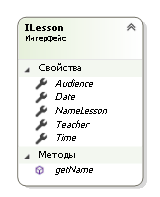 ILesson
Интерфейс
Свойства
Audience
Date
NameLesson
Teacher
Time
Методы
getName